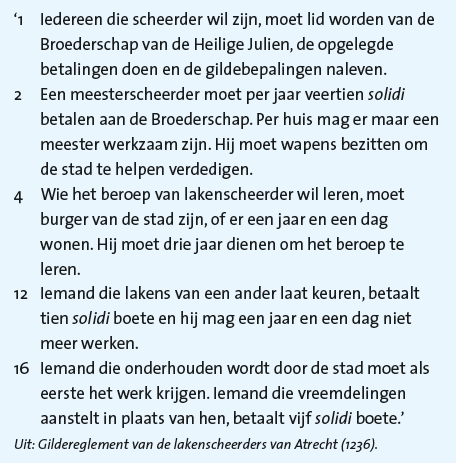 ‘1 Iedereen die scheerder wil zijn, moet lid worden van de
Broederschap van de Heilige Julien, de opgelegde
betalingen doen en de gildebepalingen naleven.
2 Een meesterscheerder moet per jaar veertien solidi
betalen aan de Broederschap. Per huis mag er maar een
meester werkzaam zijn. Hij moet wapens bezitten om
de stad te helpen verdedigen.
4 Wie het beroep van lakenscheerder wil leren, moet
burger van de stad zijn, of er een jaar en een dag
wonen. Hij moet drie jaar dienen om het beroep te
leren.
12 Iemand die lakens van een ander laat keuren, betaalt
tien solidi boete en hij mag een jaar en een dag niet
meer werken.
16 Iemand die onderhouden wordt door de stad moet als
eerste het werk krijgen. Iemand die vreemdelingen
aanstelt in plaats van hen, betaalt vijf solidi boete.’
Uit: Gildereglement van de lakenscheerders van Atrecht (1236).